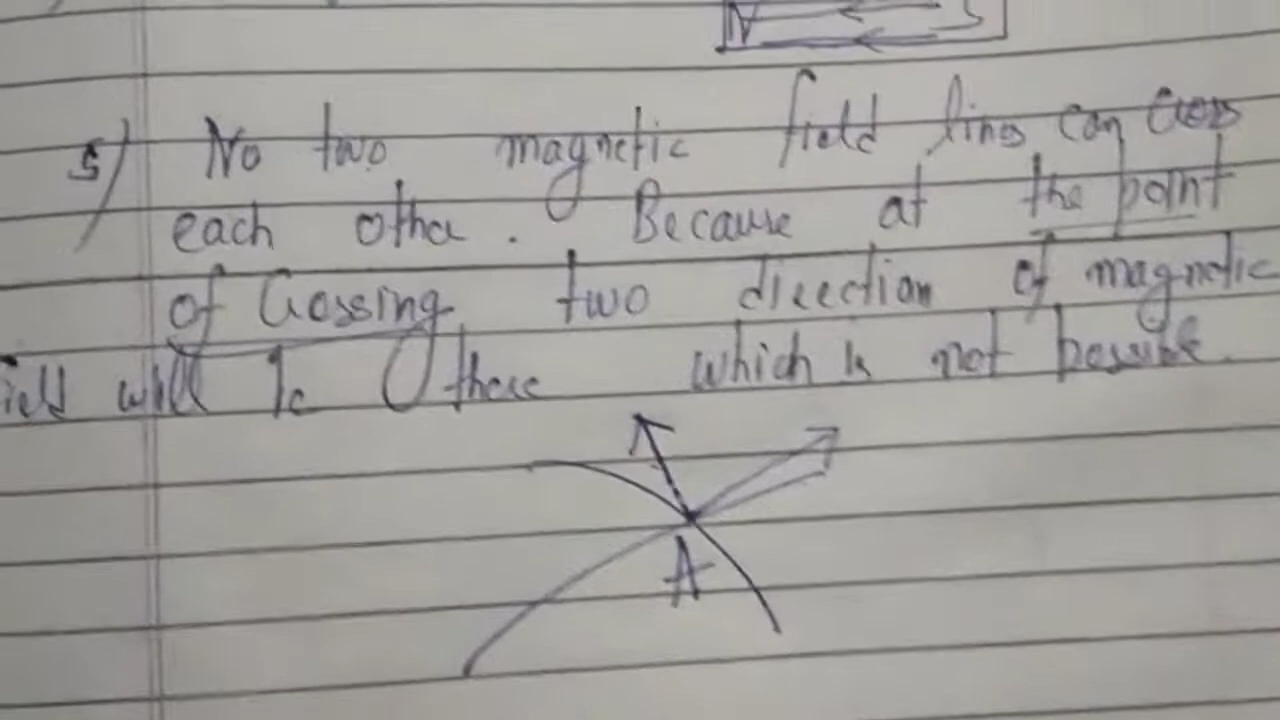 N S
5) No two magnetic field lines can cross
each other. Because at the point
of Crossing two direction of magnetic
ield will be there which is not possible.
A